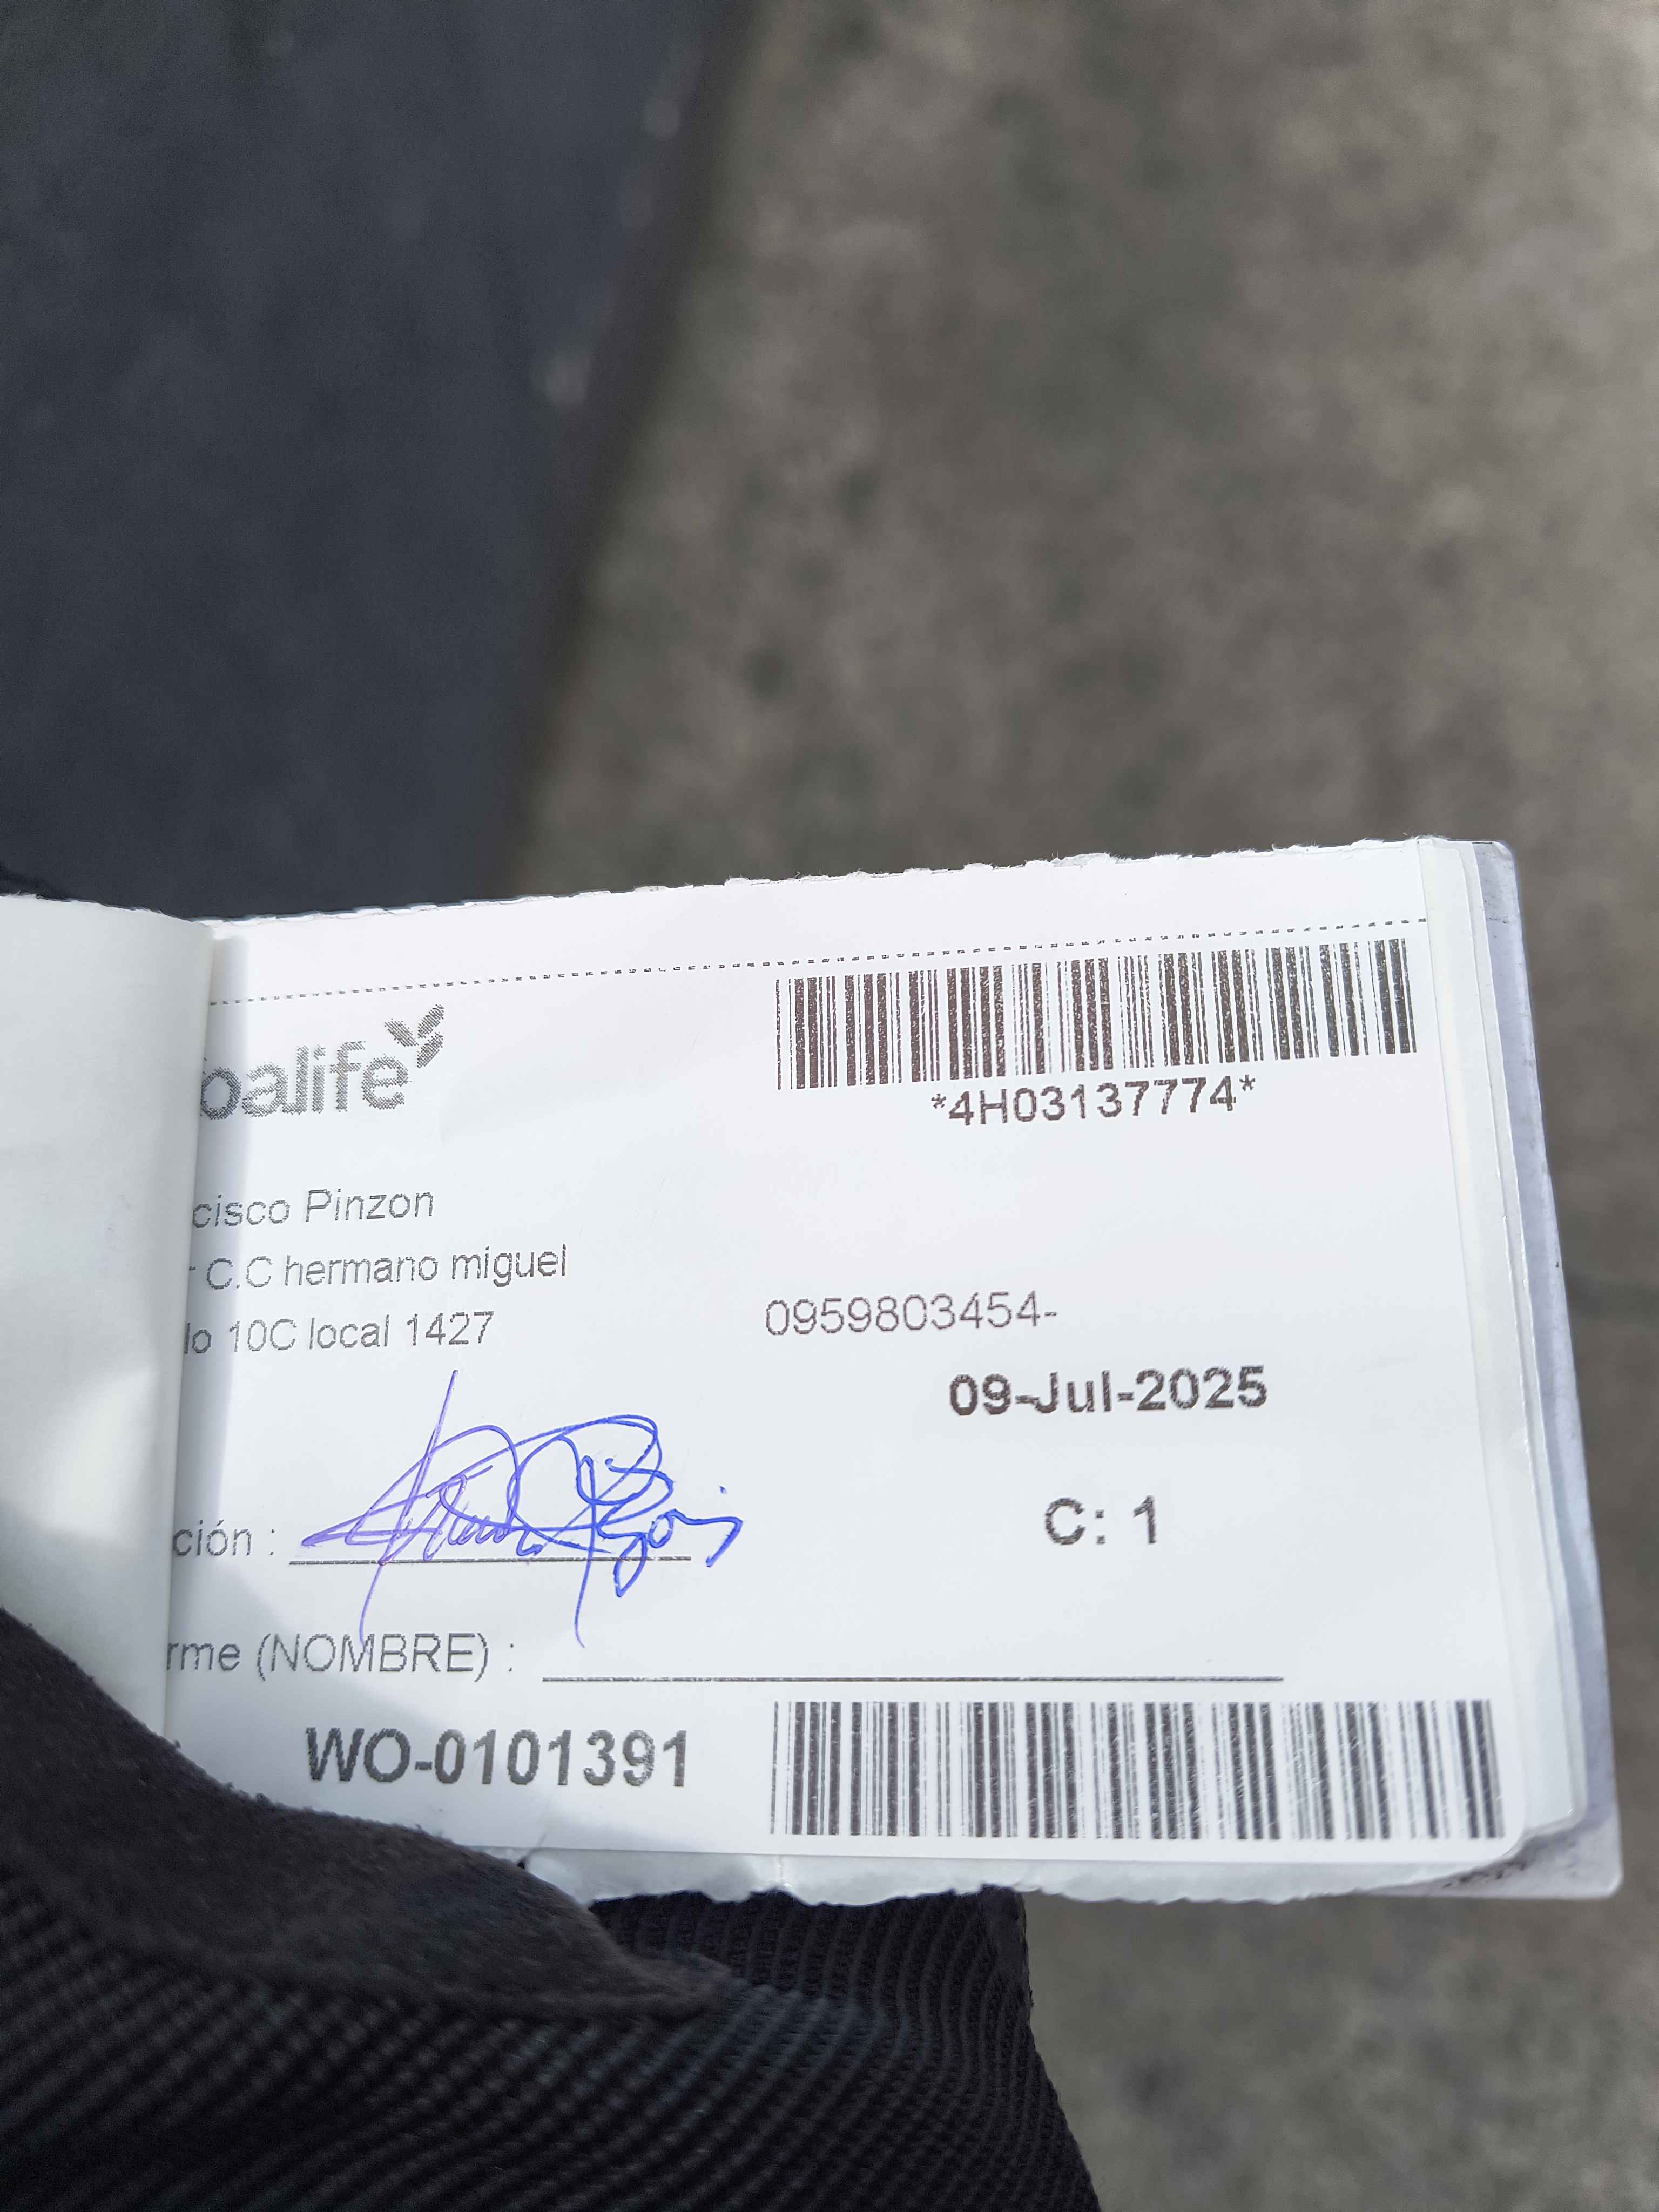 balife
*4H03137774*
cisco Pinzon
r C.C hermano miguel
lo 10C local 1427
0959803454-
09-Jul-2025
C: 1
ción :
rme (NOMBRE) :
WO-0101391